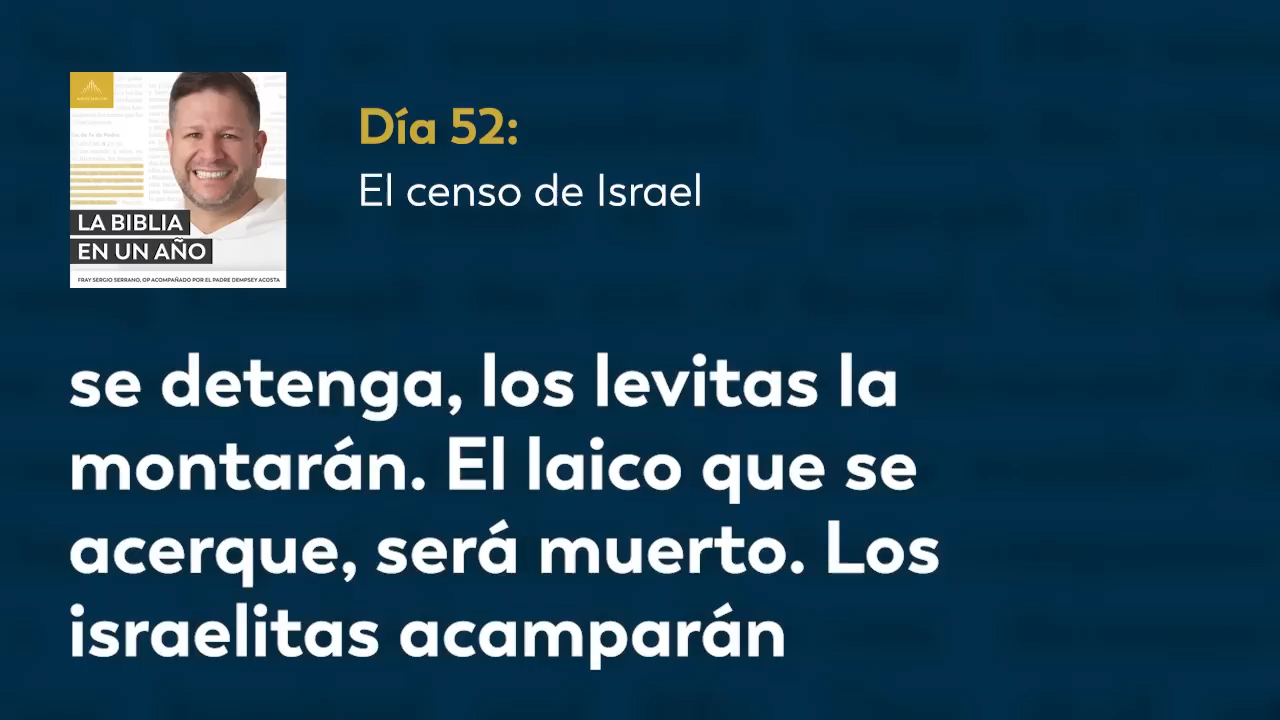 Día 52:
El censo de Israel
LA BIBLIA
EN UN AÑO
FRAY SERGIO SERRANO, OP ACOMPAÑADO POR EL PADRE DEMPSEY ACOSTA
se detenga, los levitas la
montarán. El laico que se
acerque, será muerto. Los
israelitas acamparán